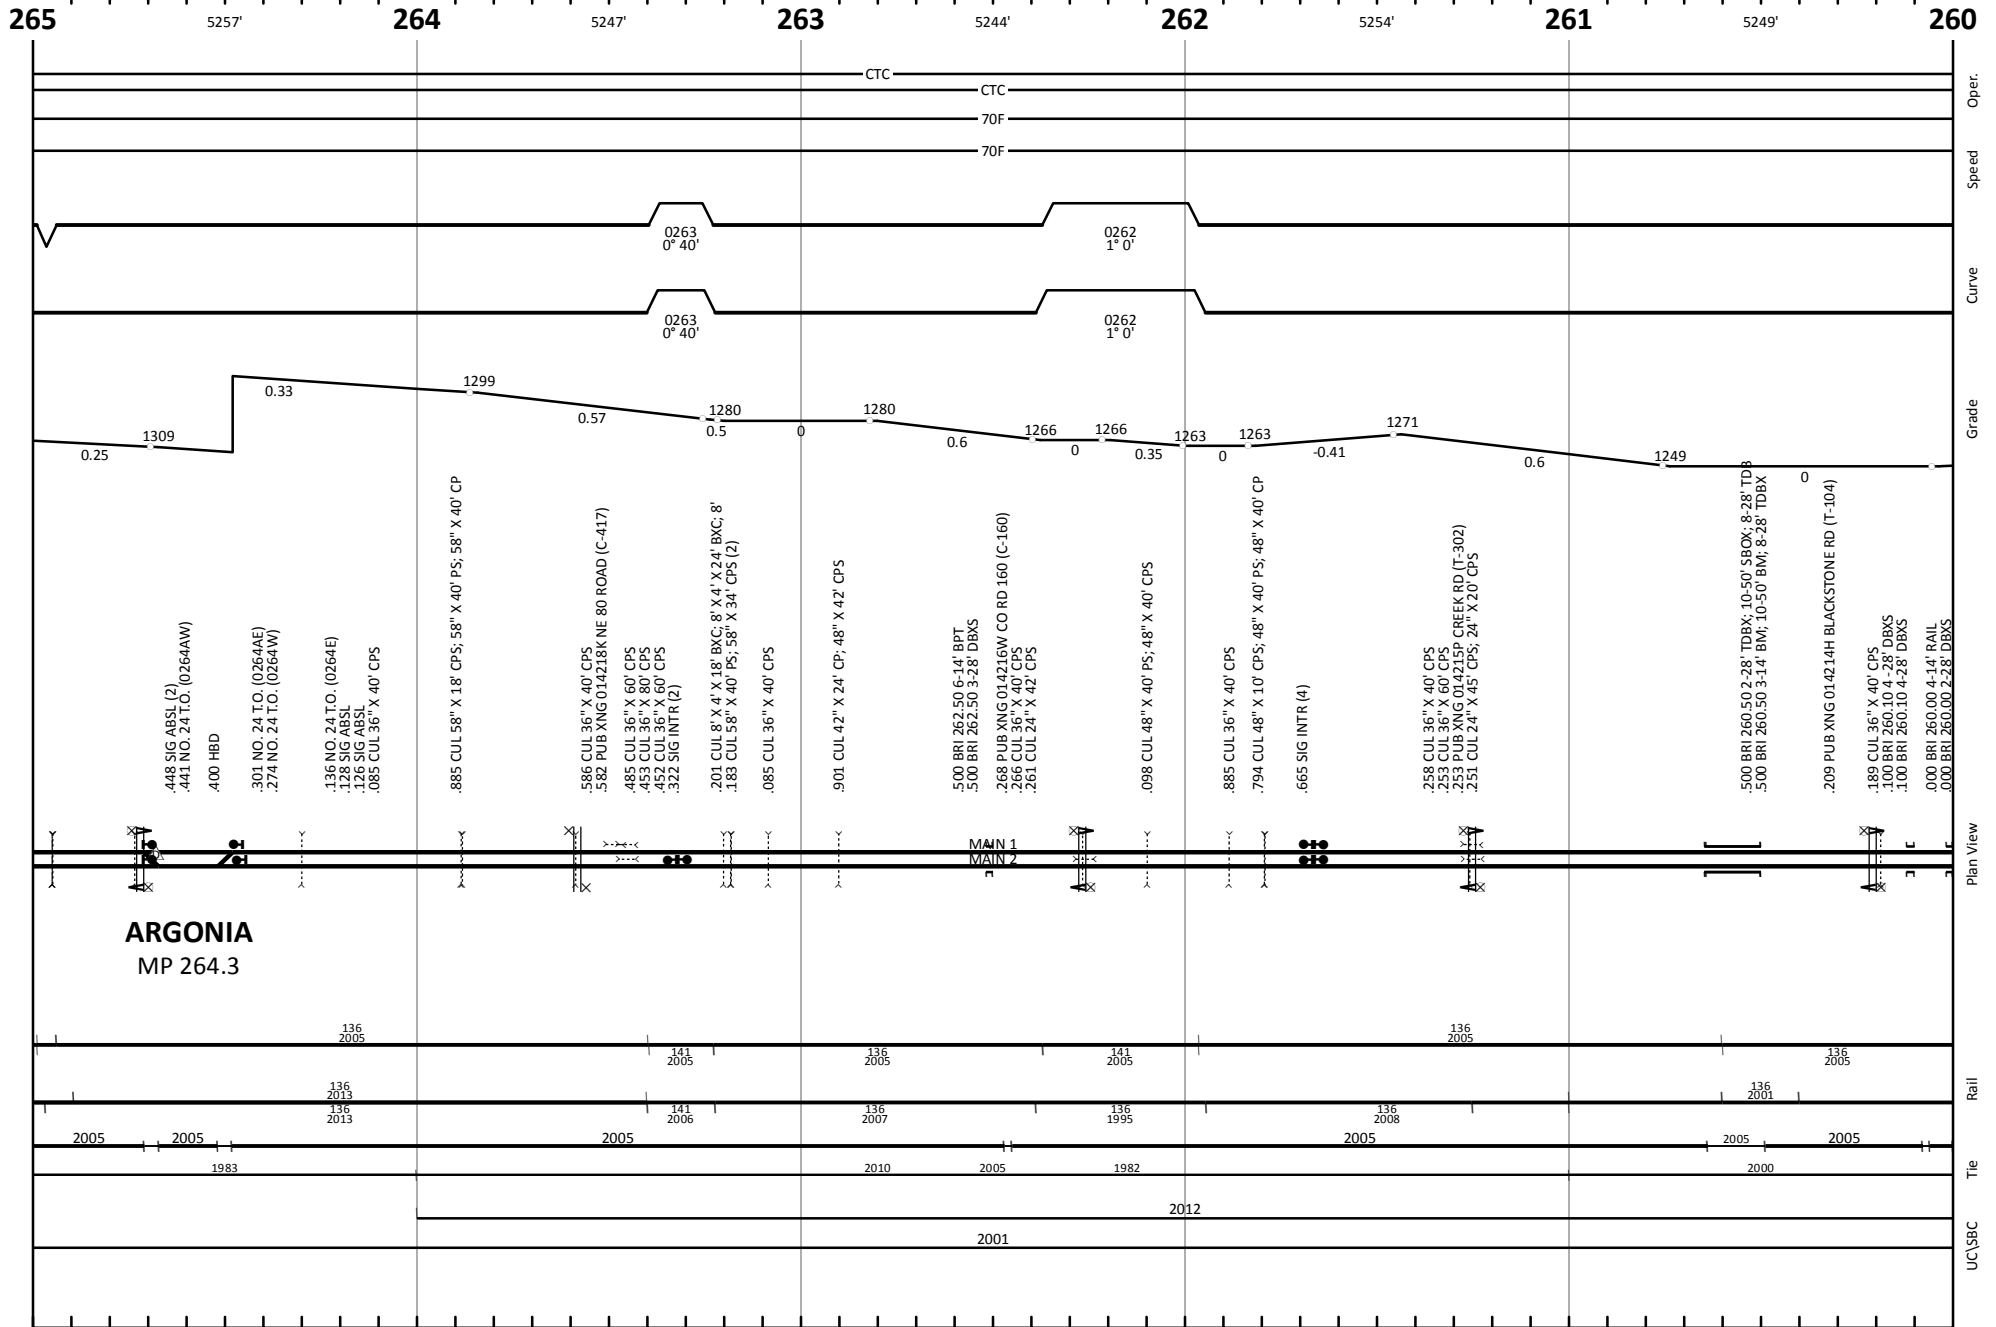 265 5257' 264 5247' 263 5244' 262 5254' 261 5249' 260
CTC
CTC
70F
70F
Oper.
Speed
0263
0° 40'
0262
1° 0'
Curve
0263
0° 40'
0262
1° 0'
Grade
1309
0.25
0.33
1299
0.57
1280
0.5
0
1280
0.6
1266
0
1266
0.35
1263
0
1263
-0.41
1271
0.6
1249
0
.448 SIG ABSL (2)
.441 NO. 24 T.O. (0264AW)
.400 HBD
.301 NO. 24 T.O. (0264AE)
.274 NO. 24 T.O. (0264W)
.136 NO. 24 T.O. (0264E)
.128 SIG ABSL
.126 SIG ABSL
.085 CUL 36" X 40' CPS
.885 CUL 58" X 18' CPS; 58" X 40' PS; 58" X 40' CP
.586 CUL 36" X 40' CPS
.582 PUB XNG 014218K NE 80 ROAD (C-417)
.485 CUL 36" X 60' CPS
.453 CUL 36" X 80' CPS
.452 CUL 36" X 60' CPS
.322 SIG INTR (2)
.201 CUL 8' X 4' X 18' BXC; 8' X 4' X 24' BXC; 8'
.183 CUL 58" X 40' PS; 58" X 34' CPS (2)
.085 CUL 36" X 40' CPS
.901 CUL 42" X 24' CP; 48" X 42' CPS
.500 BRI 262.50 6-14' BPT
.500 BRI 262.50 3-28' DBXS
.268 PUB XNG 014216W CO RD 160 (C-160)
.266 CUL 36" X 40' CPS
.261 CUL 24" X 42' CPS
.098 CUL 48" X 40' PS; 48" X 40' CPS
.885 CUL 36" X 40' CPS
.794 CUL 48" X 10' CPS; 48" X 40' PS; 48" X 40' CP
.665 SIG INTR (4)
.258 CUL 36" X 40' CPS
.253 CUL 36" X 60' CPS
.253 PUB XNG 014215P CREEK RD (T-302)
.251 CUL 24" X 45' CPS; 24" X 20' CPS
.500 BRI 260.50 2-28' TDBX; 10-50' SBOX; 8-28' TDB
.500 BRI 260.50 3-14' BM; 10-50' BM; 8-28' TDBX
.209 PUB XNG 014214H BLACKSTONE RD (T-104)
.189 CUL 36" X 40' CPS
.100 BRI 260.10 4-28' DBXS
.100 BRI 260.10 4-28' DBXS
.000 BRI 260.00 4-14' RAIL
.000 BRI 260.00 2-28' DBXS
MAIN 1
MAIN 2
Plan View
ARGONIA
MP 264.3
136
2005
141
2005
136
2005
141
2005
136
2005
136
2005
Rail
136
2013
136
2013
141
2006
136
2007
136
1995
136
2008
136
2001
2005 2005 2005 2005 2005 2005
Tie
1983 2010 2005 1982 2000
2012
2001
UC\SBC